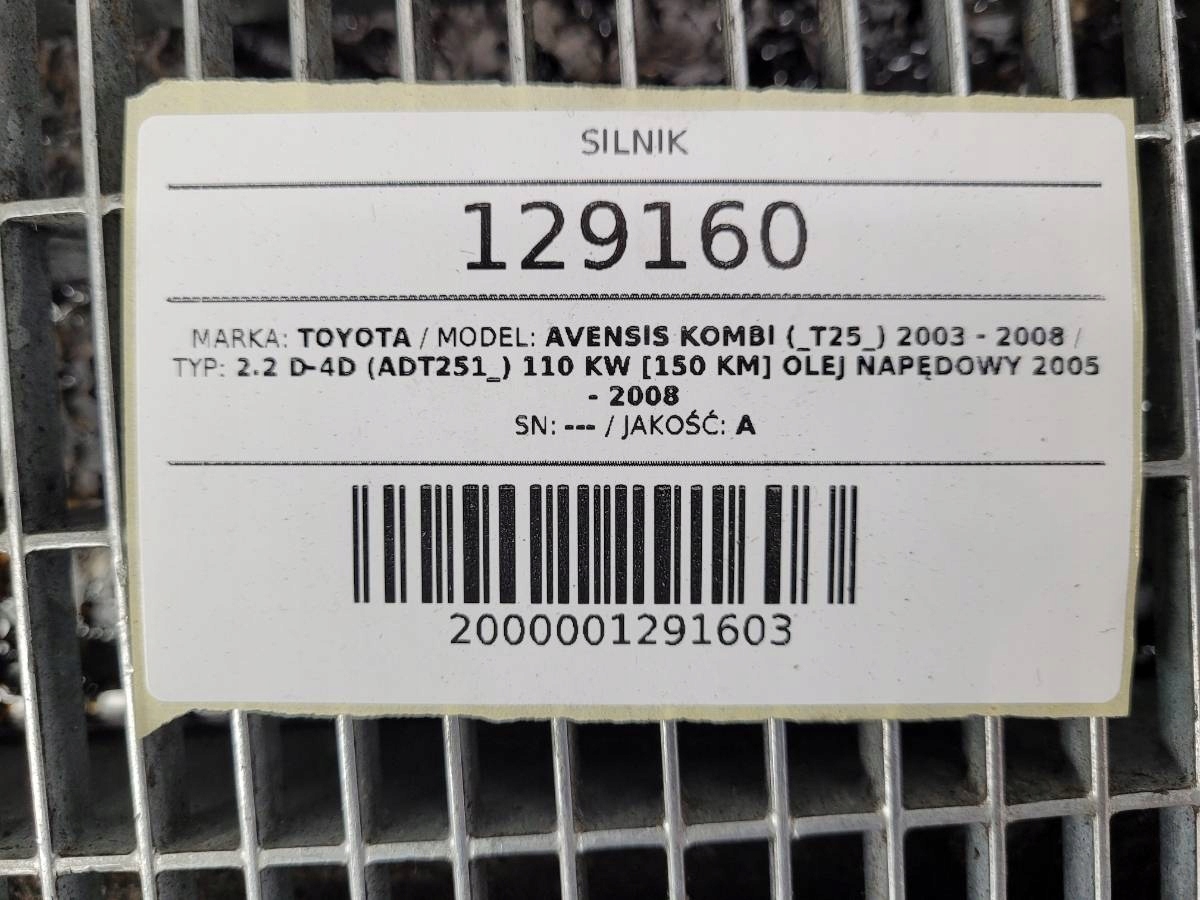 SILNIK
129160
MARKA: TOYOTA / MODEL: AVENSIS KOMBI (_T25_) 2003 - 2008 /
TYP: 2.2 D-4D (ADT251_) 110 KW [150 KM] OLEJ NAPĘDOWY 2005
- 2008
SN: --- / JAKOŚĆ: A
2000001291603